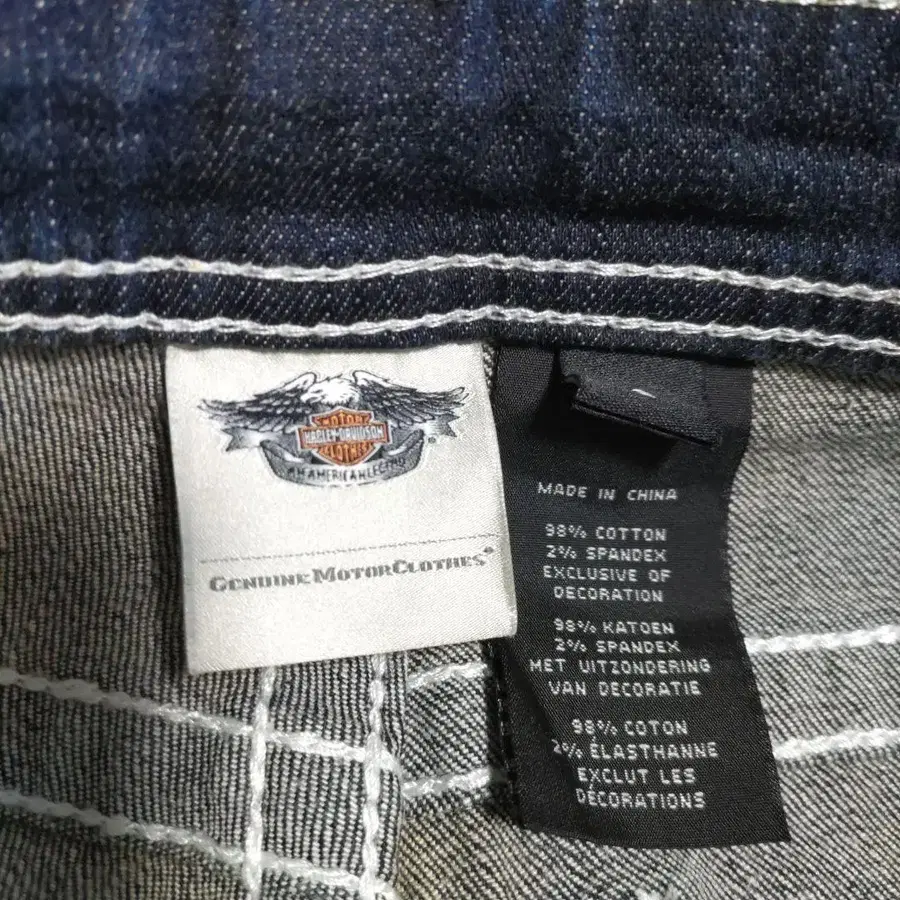 MOTOR
HARLEY-DAVIDSON
CLOTHES
AN AMERICAN LEGEND
GENUINE MOTORCLOTHES®
MADE IN CHINA
98% COTTON
2% SPANDEX
EXCLUSIVE OF
DECORATION
98% KATOEN
2% SPANDEX
MET UITZONDERING
VAN DECORATIE
98% COTON
2% ÉLASTHANNE
EXCLUT LES
DÉCORATIONS